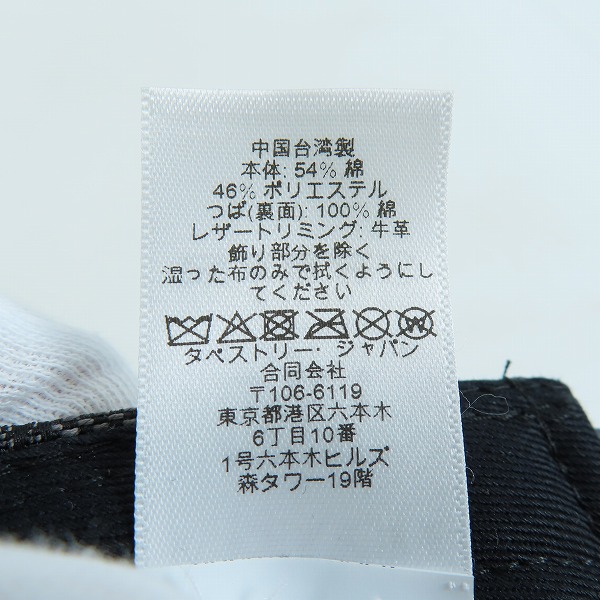 中国台湾製
本体: 54% 綿
46% ポリエステル
つば(裏面): 100% 綿
レザートリミング: 牛革
飾り部分を除く
湿った布のみで拭くようにし
てください
タペストリー・ジャパン
合同会社
〒106-6119
東京都港区六本木
6丁目10番
1号六本木ヒルズ
森タワー19階